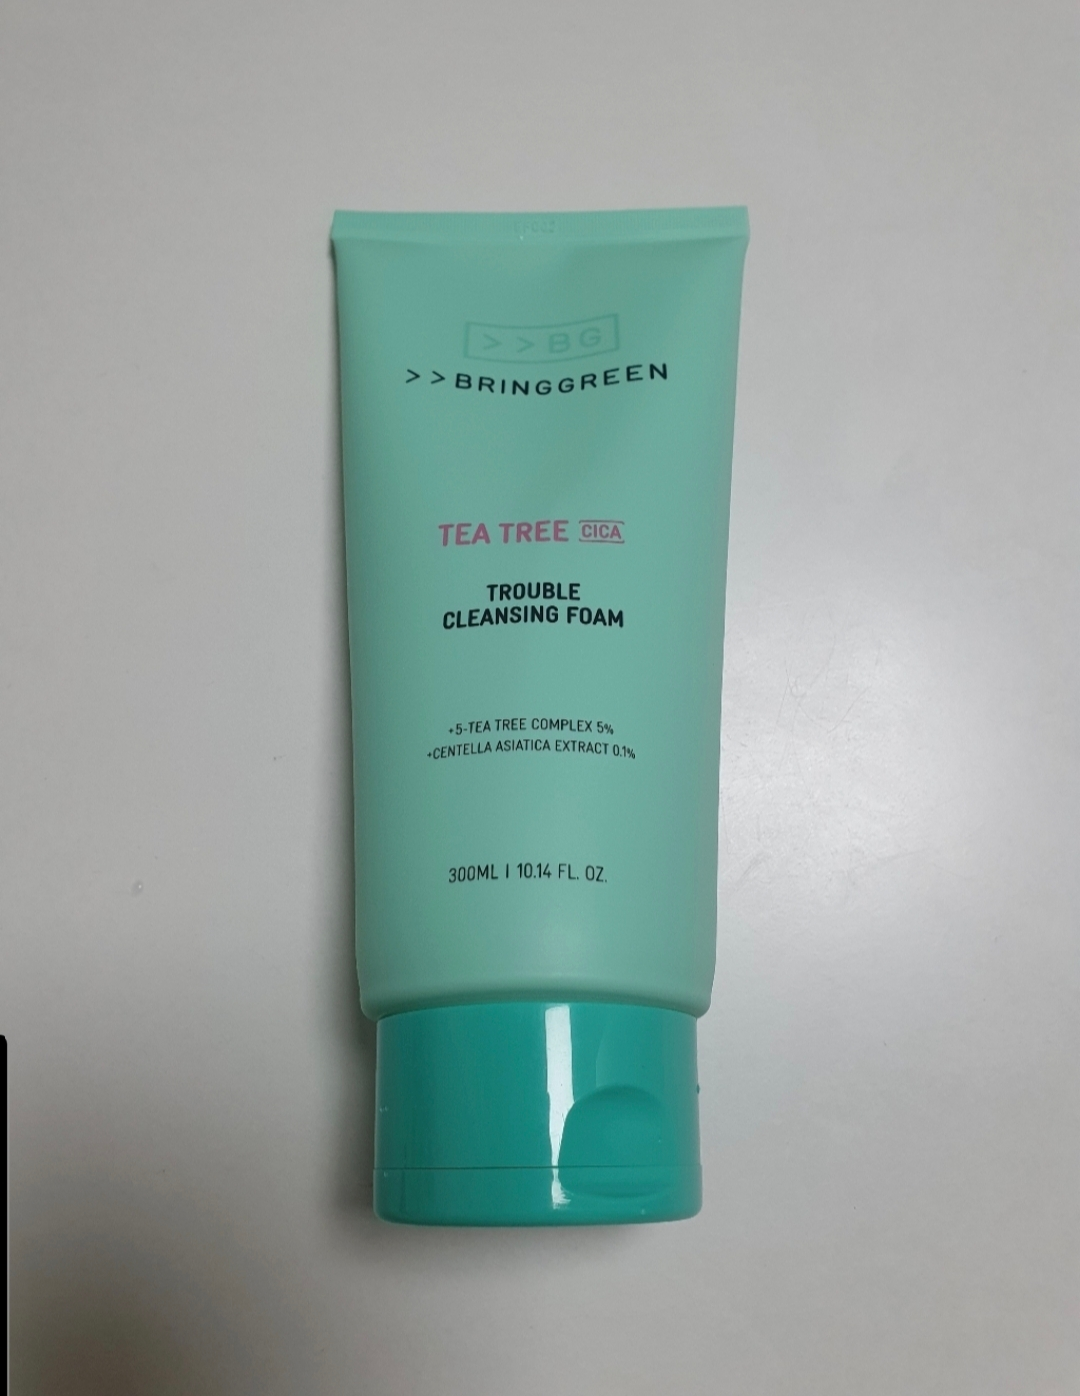 >>BG
>>BRINGGREEN
TEA TREE CICA
TROUBLE
CLEANSING FOAM
+5-TEA TREE COMPLEX 5%
+CENTELLA ASIATICA EXTRACT 0.1%
300ML | 10.14 FL. OZ.